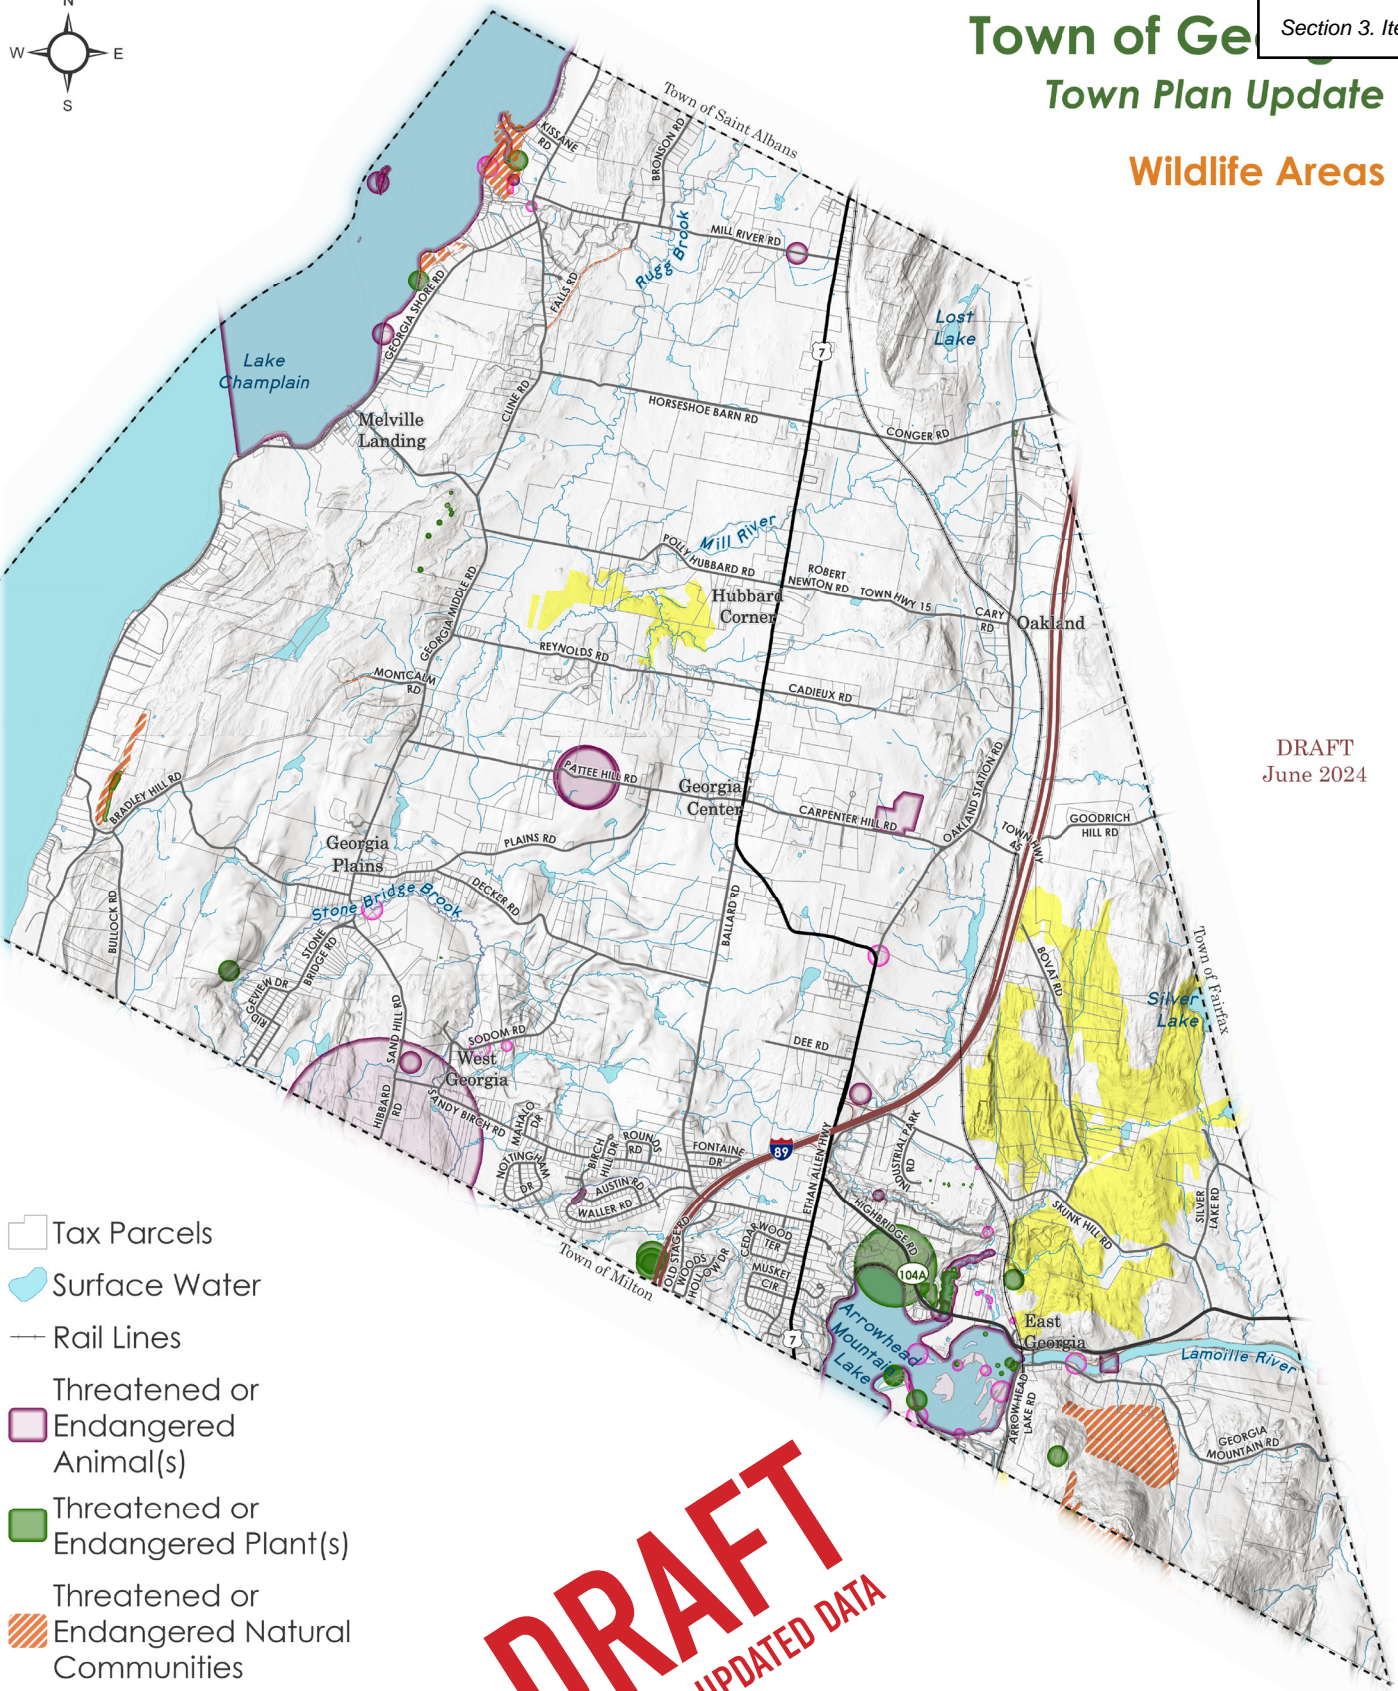 N
W
E
S
Town of Ge
Section 3. Ite
Town Plan Update
Wildlife Areas
Town of Saint Albans
KISSANE
RD
BRONSON RD
MILL RIVER RD
Rugg Brook
FALLS RD
GEORGIA SHORE RD
7
Lost
Lake
Lake
Champlain
CLINE RD
HORSESHOE BARN RD
CONGER RD
Melville
Landing
Mill River
POLLY HUBBARD RD
ROBERT
NEWTON RD
TOWN HWY 15
CARY
RD
Oakland
Hubbard
Corner
GEORGIA MIDDLE RD
REYNOLDS RD
MONTCALM
RD
CADIEUX RD
DRAFT
June 2024
PATTEE HILL RD
Georgia
Center
CARPENTER HILL RD
OAKLAND STATION RD
TOWN HWY
45
GOODRICH
HILL RD
BRADLEY HILL RD
Georgia
Plains
PLAINS RD
DECKER RD
Stone Bridge Brook
BULLOCK RD
STONE
BRIDGE RD
BALLARD RD
BOVAT RD
Silver
Lake
Town of Fairfax
RIDGEVIEW DR
SAND HILL RD
SODOM RD
West
Georgia
DEE RD
HIBBARD
RD
SANDY BIRCH RD
MAHALO
DR
NOTTINGHAM
DR
BIRCH
HILL DR
ROUNDS
RD
FONTAINE
DR
89
ETHAN ALLEN HWY
INDUSTRIAL PARK
RD
AUSTIN RD
WALLER RD
HIGHBRIDGE RD
SKUNK HILL RD
SILVER
LAKE RD
Town of Milton
OLD STAGE RD
WOODS
HOLLOW DR
CEDARWOOD
TER
MUSKET
CIR
104A
7
Arrowhead
Mountain
Lake
East
Georgia
Lamoille River
ARROWHEAD
LAKE RD
GEORGIA
MOUNTAIN RD
Tax Parcels
Surface Water
Rail Lines
Threatened or
Endangered
Animal(s)
Threatened or
Endangered Plant(s)
Threatened or
Endangered Natural
Communities
DRAFT
UPDATED DATA